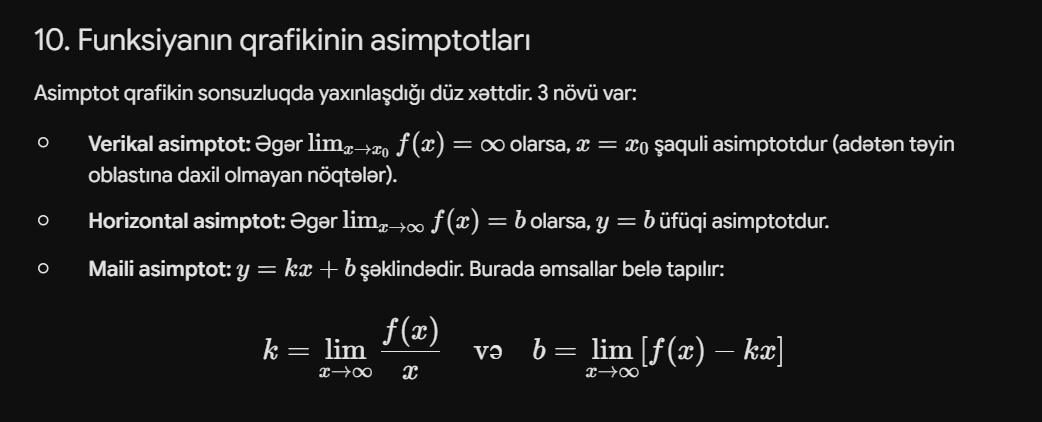 10. Funksiyanın qrafikinin asimptotları
Asimptot qrafikin sonsuzluqda yaxınlaşdığı düz xəttdir. 3 növü var:
Verikal asimptot: Əgər lim_{x→x₀} f(x) = ∞ olarsa, x = x₀ şaquli asimptotdur (adətən təyin
oblastına daxil olmayan nöqtələr).
Horizontal asimptot: Əgər lim_{x→∞} f(x) = b olarsa, y = b üfüqi asimptotdur.
Maili asimptot: y = kx + b şəklindədir. Burada əmsallar belə tapılır:
k = lim_{x→∞} f(x)/x və b = lim_{x→∞} [f(x) − kx]